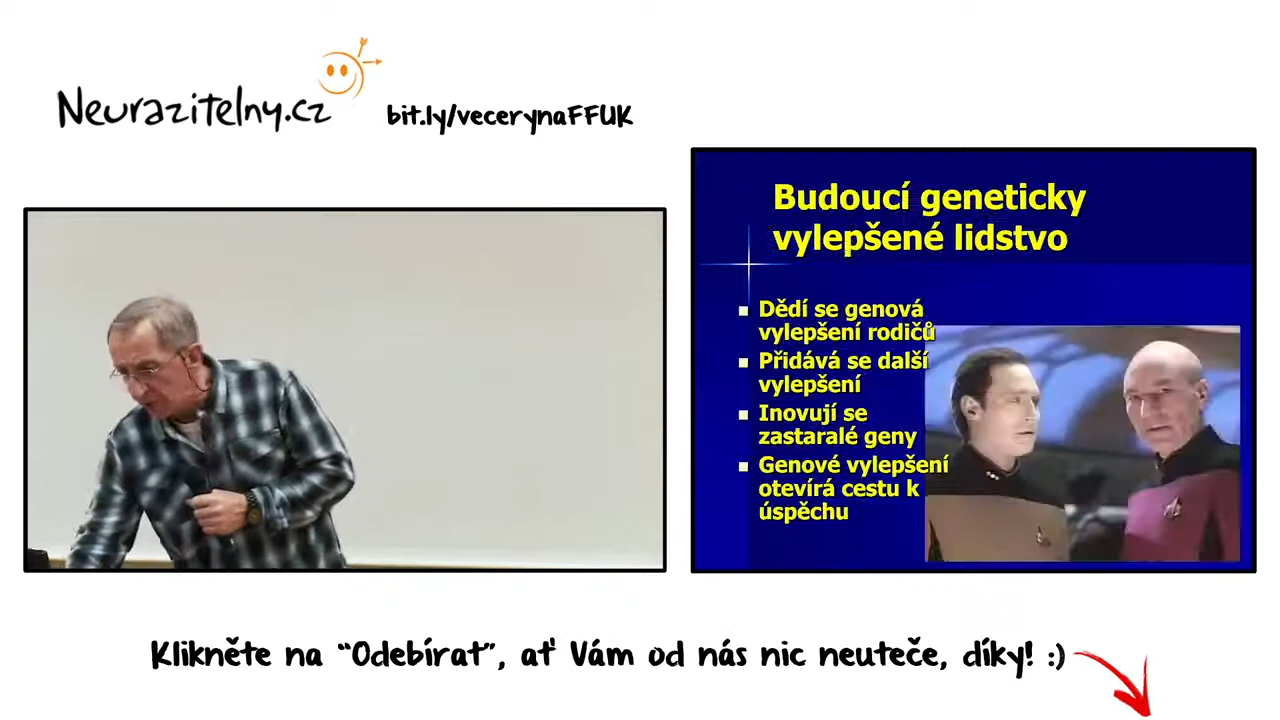 Neurazitelny.cz
bit.ly/vecerynaFFUK
Budoucí geneticky
vylepšené lidstvo
Dědí se genová
vylepšení rodičů
Přidává se další
vylepšení
Inovují se
zastaralé geny
Genové vylepšení
otevírá cestu k
úspěchu
Klikněte na “Odebírat”, ať Vám od nás nic neuteče, díky! :)